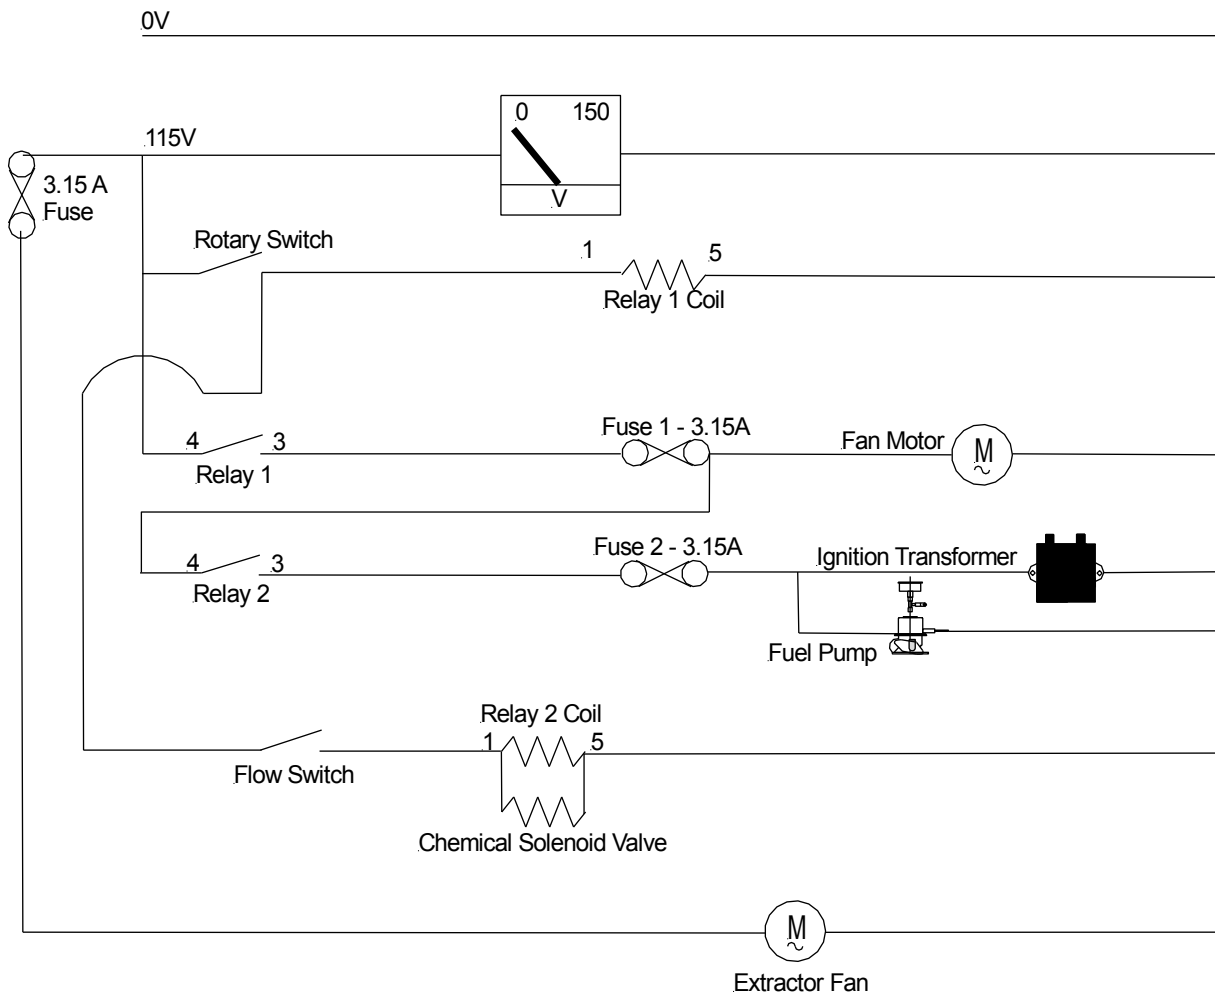 0V
0 150
115V
3.15 A
Fuse
V
Rotary Switch
1 5
Relay 1 Coil
4 3
Relay 1
Fuse 1 - 3.15A
Fan Motor
M
4 3
Relay 2
Fuse 2 - 3.15A
Ignition Transformer
Fuel Pump
Relay 2 Coil
1 5
Flow Switch
Chemical Solenoid Valve
M
Extractor Fan